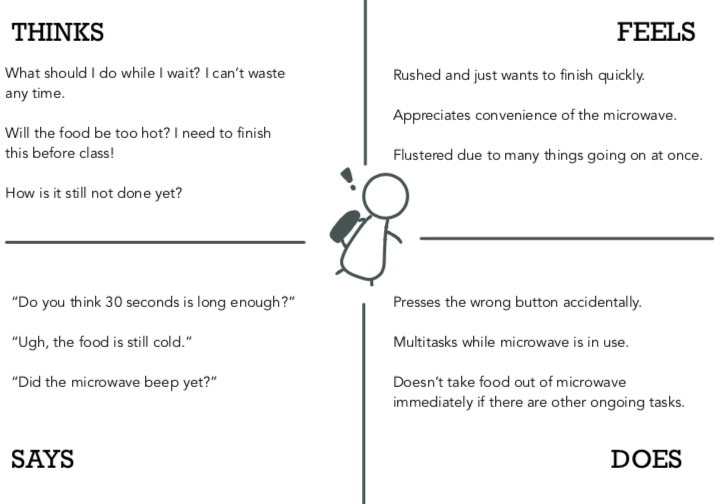 THINKS
What should I do while I wait? I can't waste
any time.
Will the food be too hot? I need to finish
this before class!
How is it still not done yet?
FEELS
Rushed and just wants to finish quickly.
Appreciates convenience of the microwave.
Flustered due to many things going on at once.
!
“Do you think 30 seconds is long enough?”
“Ugh, the food is still cold.”
“Did the microwave beep yet?”
SAYS
Presses the wrong button accidentally.
Multitasks while microwave is in use.
Doesn't take food out of microwave
immediately if there are other ongoing tasks.
DOES